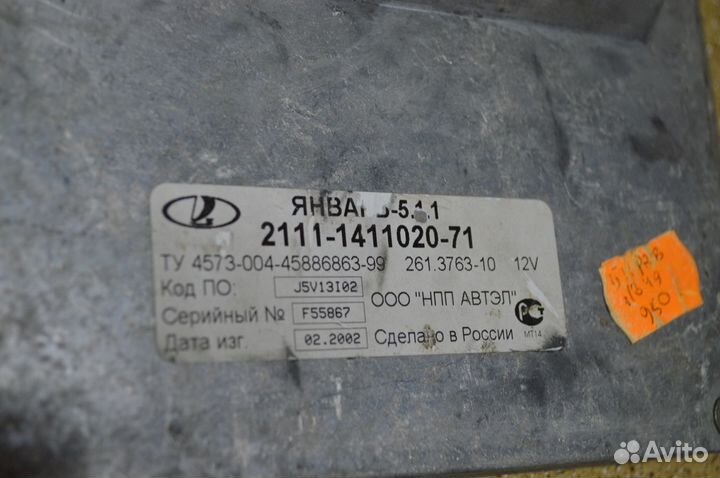 ЯНВАРЬ-5.1.1
2111-1411020-71
ТУ 4573-004-45886863-99 261.3763-10 12V
Код ПО: J5V13I02
ООО "НПП АВТЭЛ"
Серийный № F55867
Дата изг. 02.2002 Сделано в России
МТ14
950
Avito